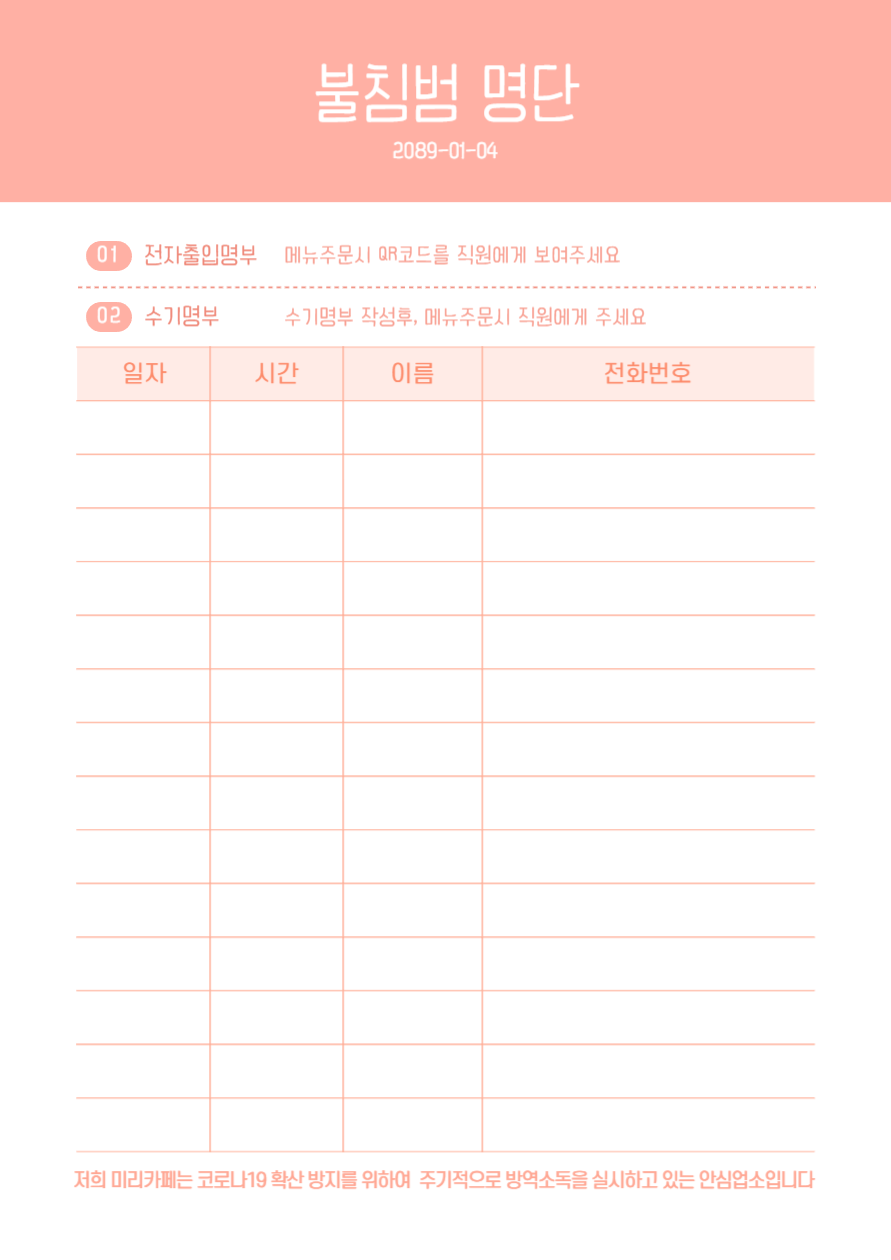 불침범 명단
2089-01-04
01 전자출입명부 메뉴주문시 QR코드를 직원에게 보여주세요
02 수기명부 수기명부 작성후, 메뉴주문시 직원에게 주세요
일자 시간 이름 전화번호
저희 미리카페는 코로나19 확산 방지를 위하여 주기적으로 방역소독을 실시하고 있는 안심업소입니다